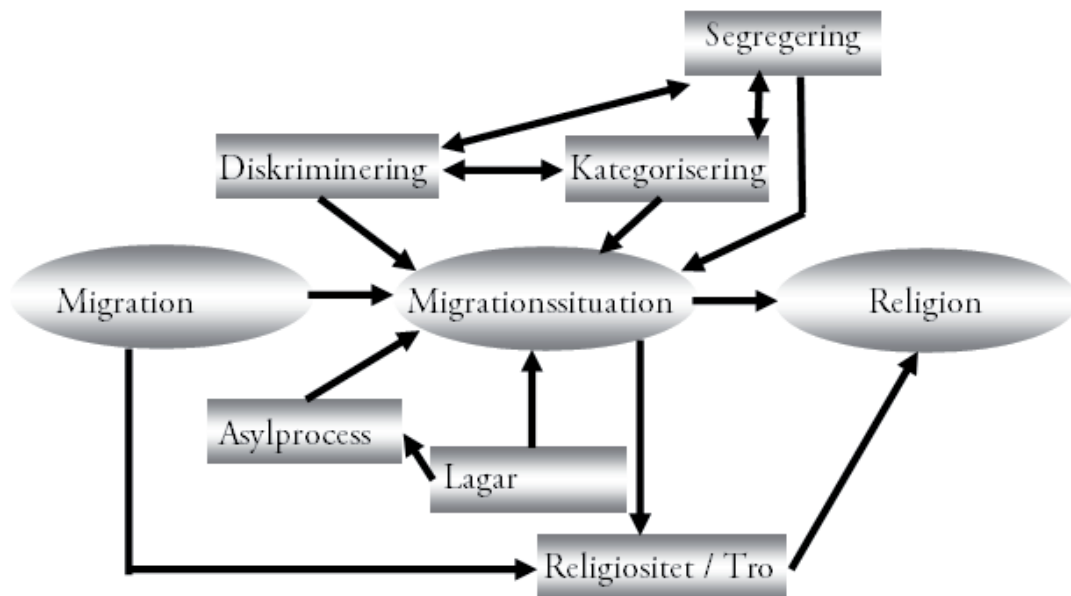 Segregering
Diskriminering
Kategorisering
Migration
Migrationssituation
Religion
Asylprocess
Lagar
Religiositet / Tro